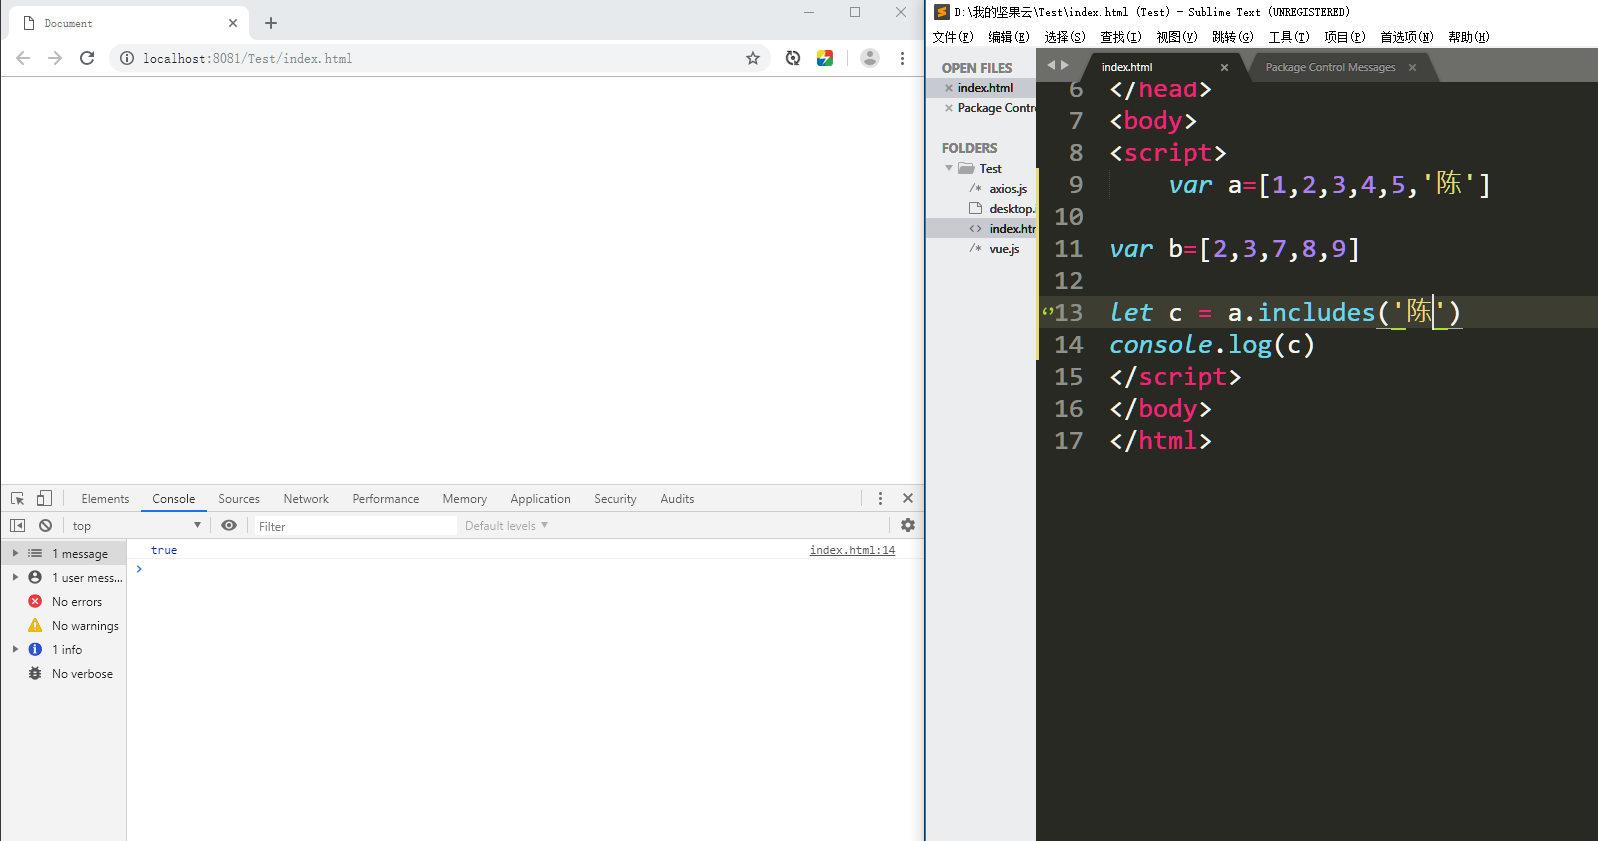 Document
localhost:8081/Test/index.html
Elements Console Sources Network Performance Memory Application Security Audits
top Filter Default levels
1 message
1 user mess...
No errors
No warnings
1 info
No verbose
true index.html:14
D:\我的坚果云\Test\index.html (Test) - Sublime Text (UNREGISTERED)
文件(F) 编辑(E) 选择(S) 查找(I) 视图(V) 跳转(G) 工具(T) 项目(P) 首选项(N) 帮助(H)
OPEN FILES
index.html
Package Contr
FOLDERS
Test
axios.js
desktop.
index.htm
vue.js
index.html Package Control Messages
6 </head>
7 <body>
8 <script>
9 var a=[1,2,3,4,5,'陈']
10
11 var b=[2,3,7,8,9]
12
13 let c = a.includes('陈')
14 console.log(c)
15 </script>
16 </body>
17 </html>